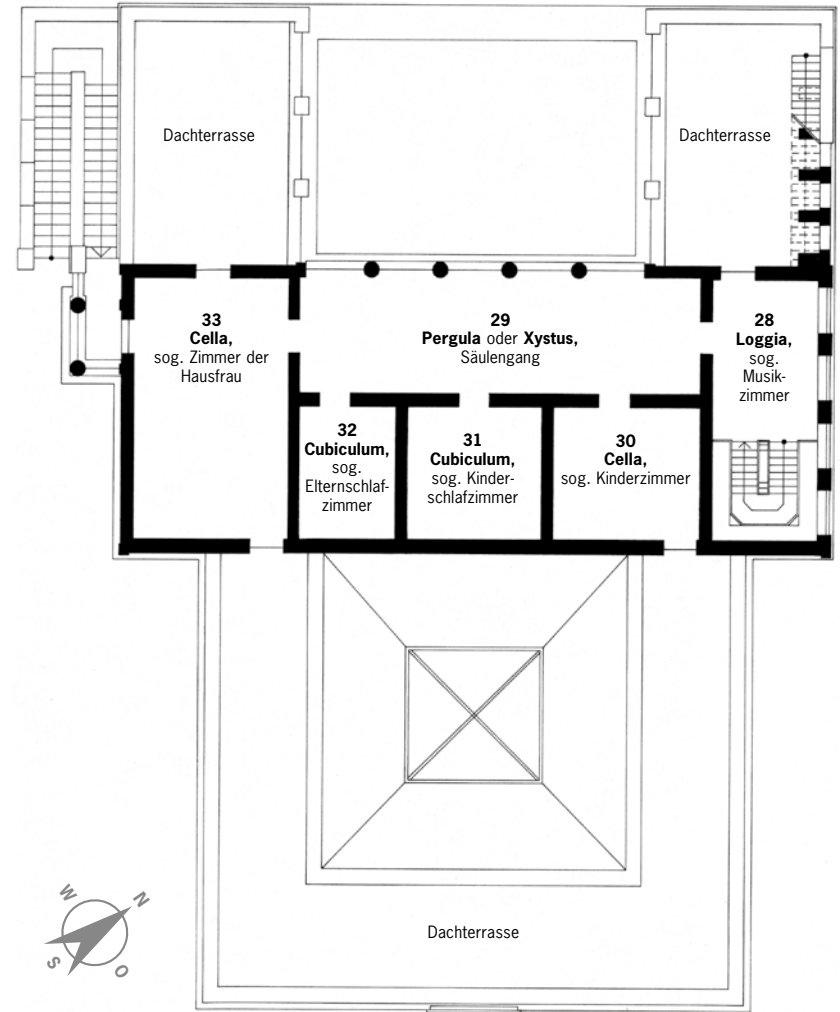 Dachterrasse
Dachterrasse
33
Cella,
sog. Zimmer der
Hausfrau
29
Pergula oder Xystus,
Säulengang
28
Loggia,
sog.
Musik-
zimmer
32
Cubiculum,
sog.
Elternschlaf-
zimmer
31
Cubiculum,
sog. Kinder-
schlafzimmer
30
Cella,
sog. Kinderzimmer
W
N
S
O
Dachterrasse